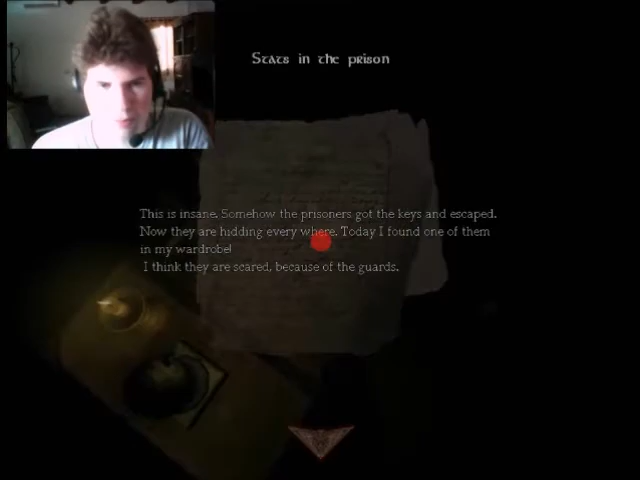 Stats in the prison
This is insane. Somehow the prisoners got the keys and escaped.
Now they are hidding every where. Today I found one of them
in my wardrobe!
I think they are scared, because of the guards.